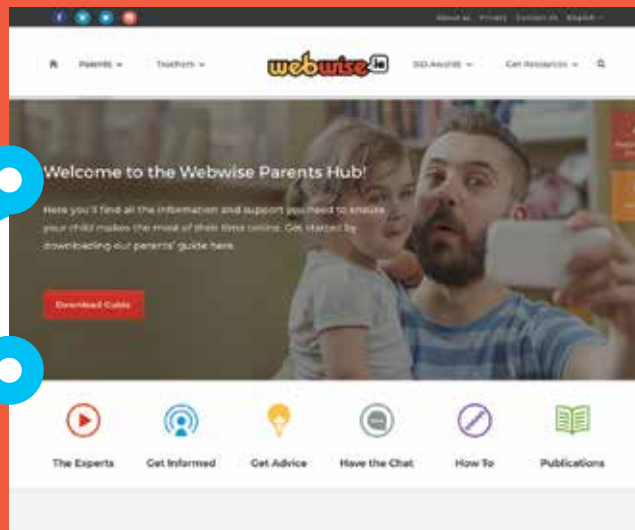 About us Privacy Contact Us English
Parents Teachers webwise.ie SID Awards Get Resources
Welcome to the Webwise Parents Hub!
Here you'll find all the information and support you need to ensure
your child makes the most of their time online. Get started by
downloading our parents' guide here.
Download Guide
The Experts Get Informed Get Advice Have the Chat How To Publications